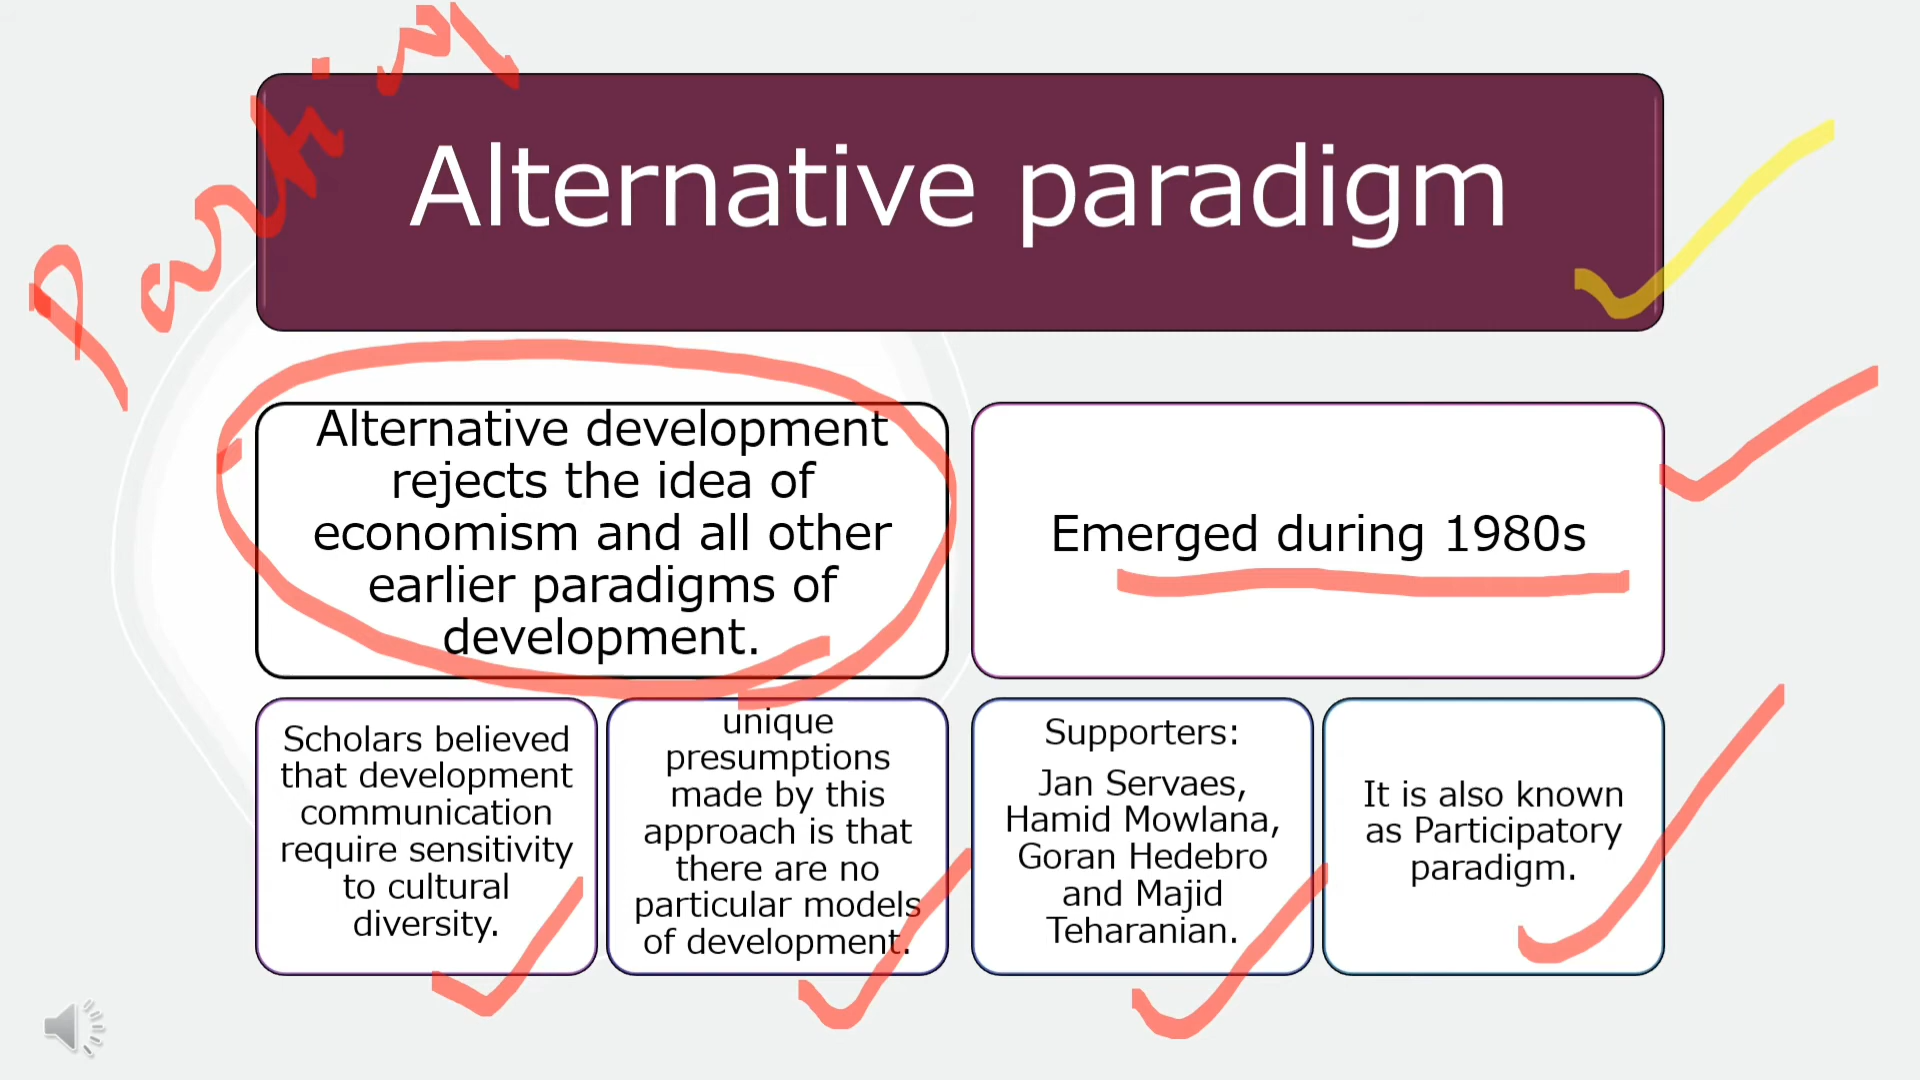 Alternative paradigm
Alternative development
rejects the idea of
economism and all other
earlier paradigms of
development.
Emerged during 1980s
Scholars believed
that development
communication
require sensitivity
to cultural
diversity.
unique
presumptions
made by this
approach is that
there are no
particular models
of development.
Supporters:
Jan Servaes,
Hamid Mowlana,
Goran Hedebro
and Majid
Teharanian.
It is also known
as Participatory
paradigm.